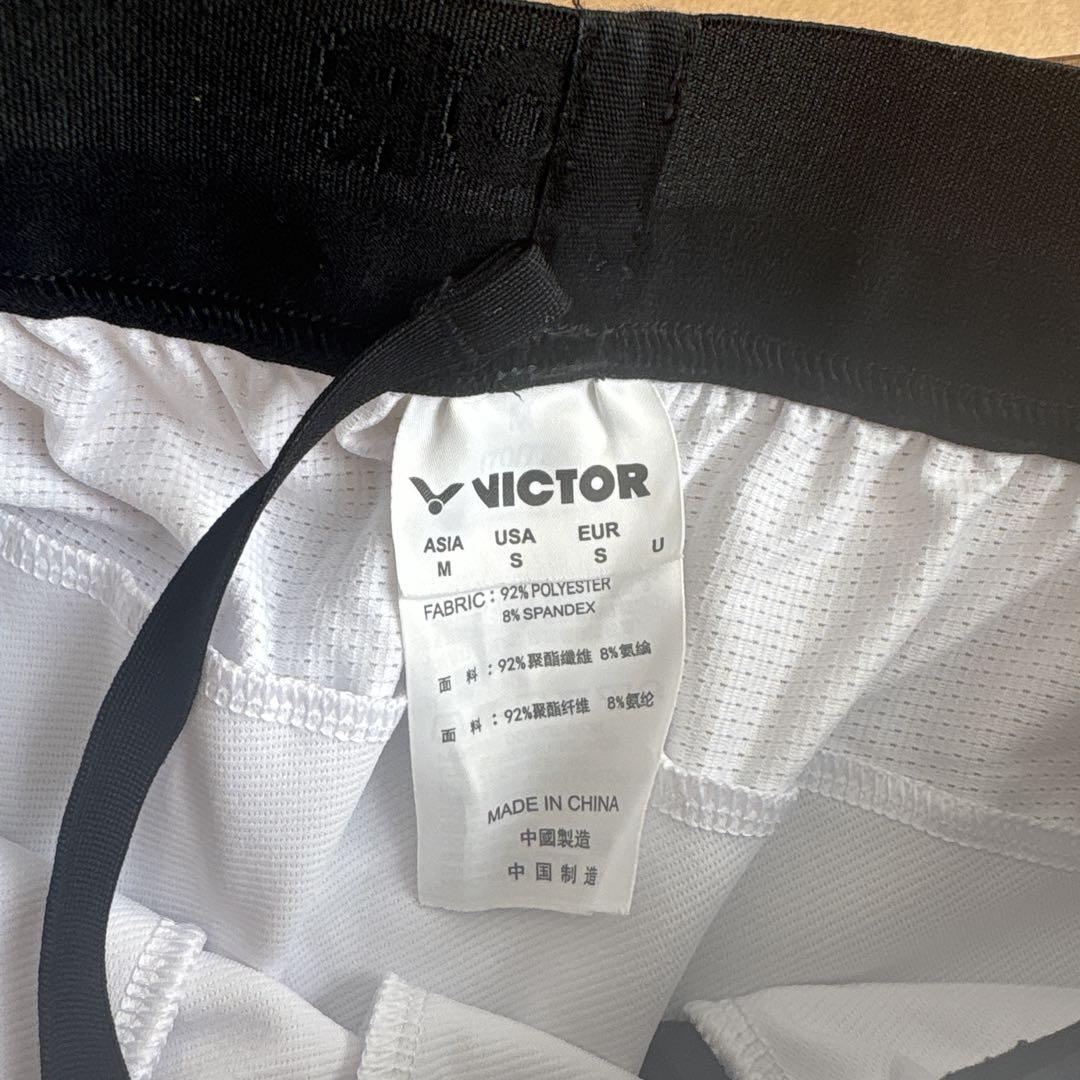 VICTOR
ASIA USA EUR U
M S S
FABRIC : 92% POLYESTER
8% SPANDEX
面 料 : 92%聚酯纖維 8%氨綸
面 料 : 92%聚酯纤维 8%氨纶
MADE IN CHINA
中國製造
中国制造